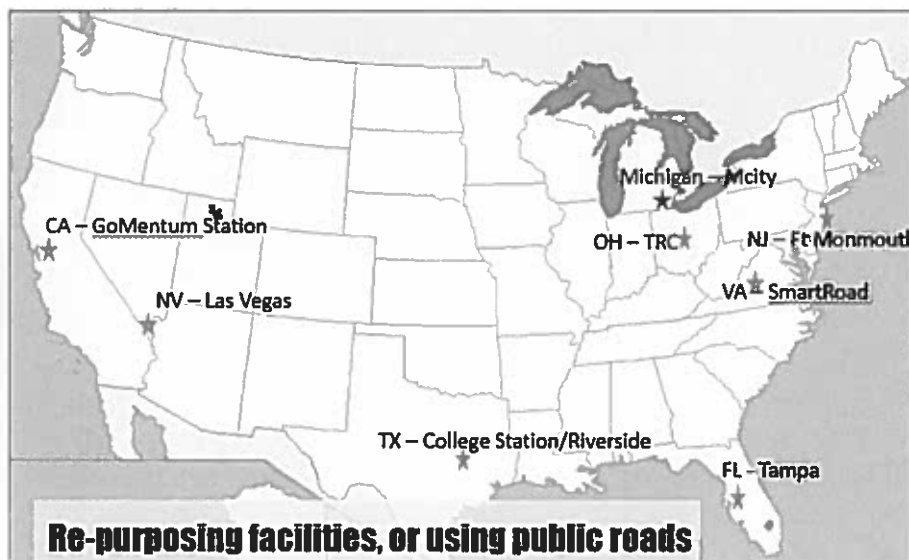 Michigan – Mcity
CA – GoMentum Station
OH – TRC
NJ – Ft Monmouth
VA – SmartRoad
NV – Las Vegas
TX – College Station/Riverside
FL – Tampa
Re-purposing facilities, or using public roads